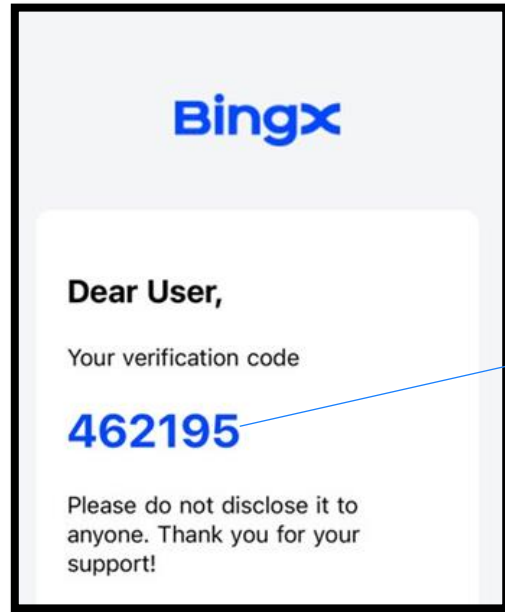 BingX
Dear User,
Your verification code
462195
Please do not disclose it to
anyone. Thank you for your
support!